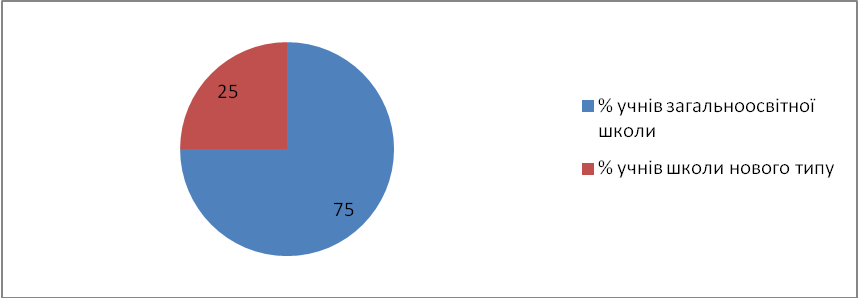 25
75
% учнів загальноосвітної
школи
% учнів школи нового типу